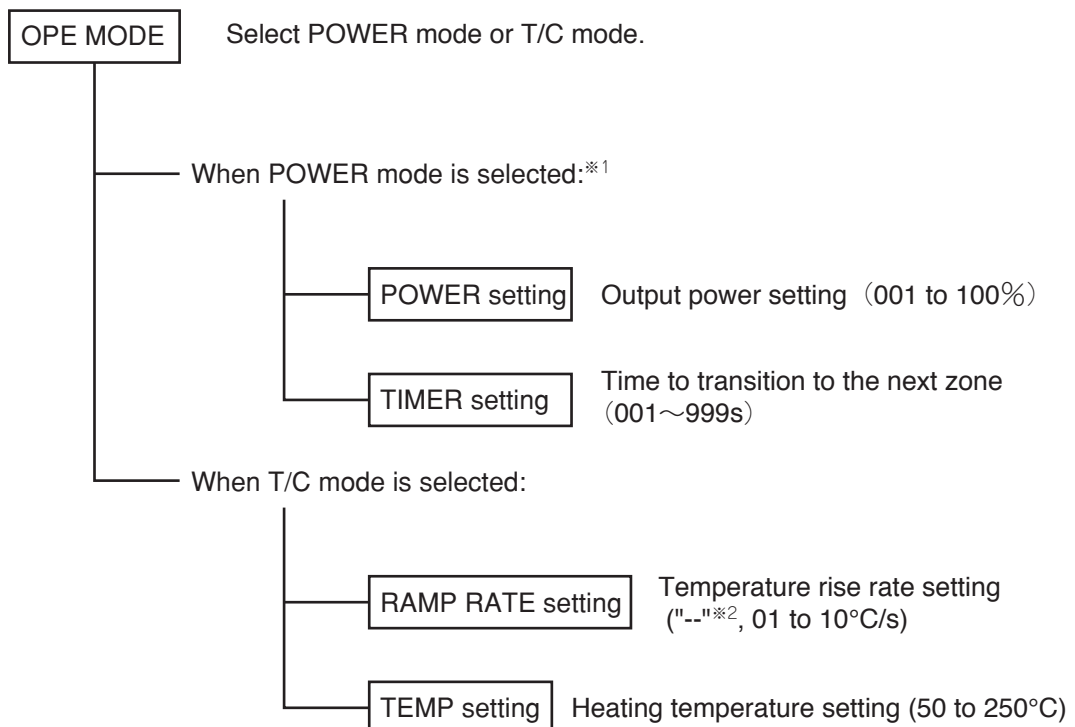 OPE MODE Select POWER mode or T/C mode.
When POWER mode is selected:※1
POWER setting Output power setting（001 to 100％）
TIMER setting Time to transition to the next zone
（001～999s）
When T/C mode is selected:
RAMP RATE setting Temperature rise rate setting
("--"※2, 01 to 10°C/s)
TEMP setting Heating temperature setting (50 to 250°C)